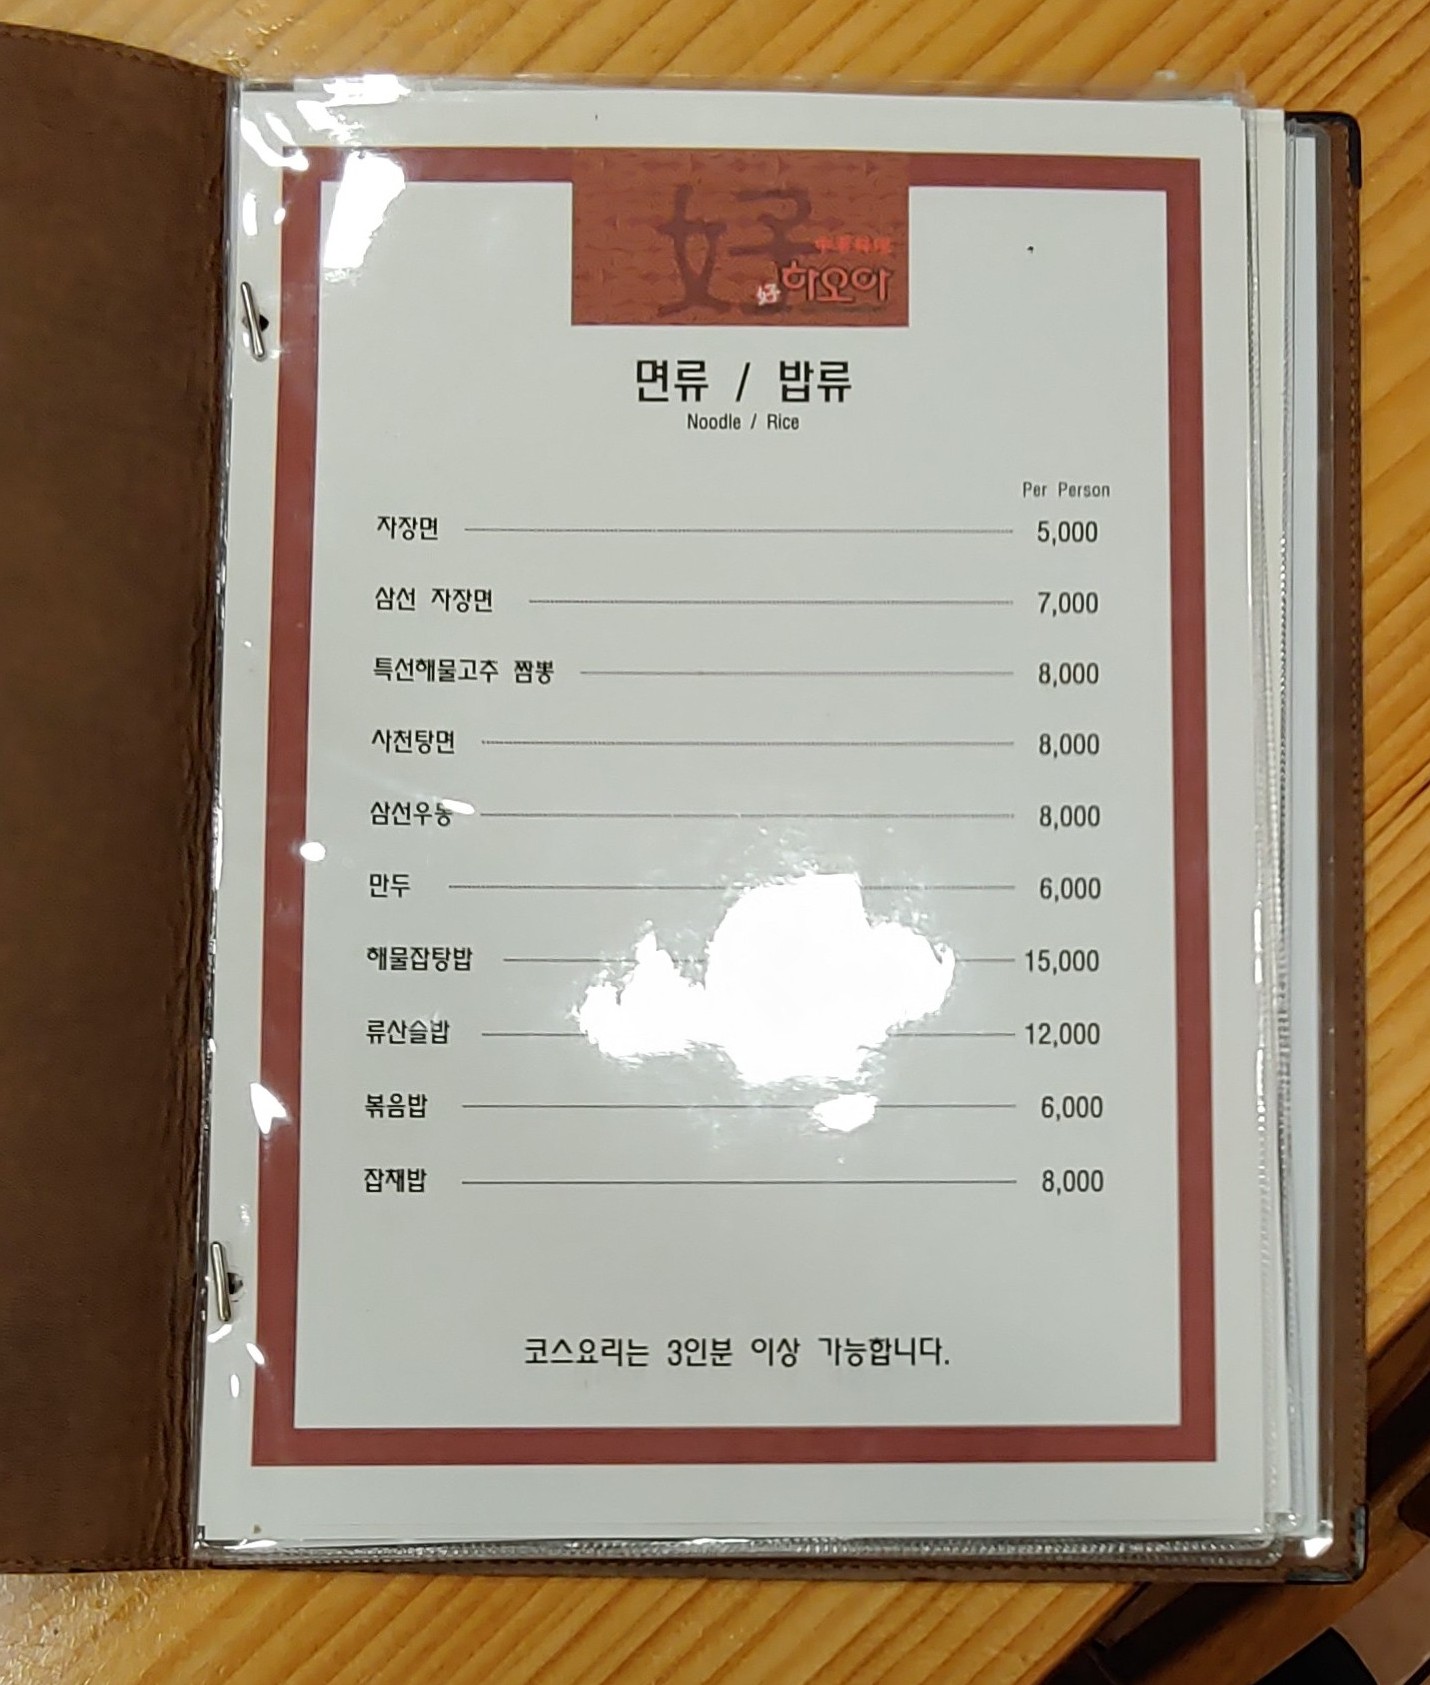 好
好 하오아
면류 / 밥류
Noodle / Rice
Per Person
자장면 5,000
삼선 자장면 7,000
특선해물고추 짬뽕 8,000
사천탕면 8,000
삼선우동 8,000
만두 6,000
해물잡탕밥 15,000
류산슬밥 12,000
볶음밥 6,000
잡채밥 8,000
코스요리는 3인분 이상 가능합니다.